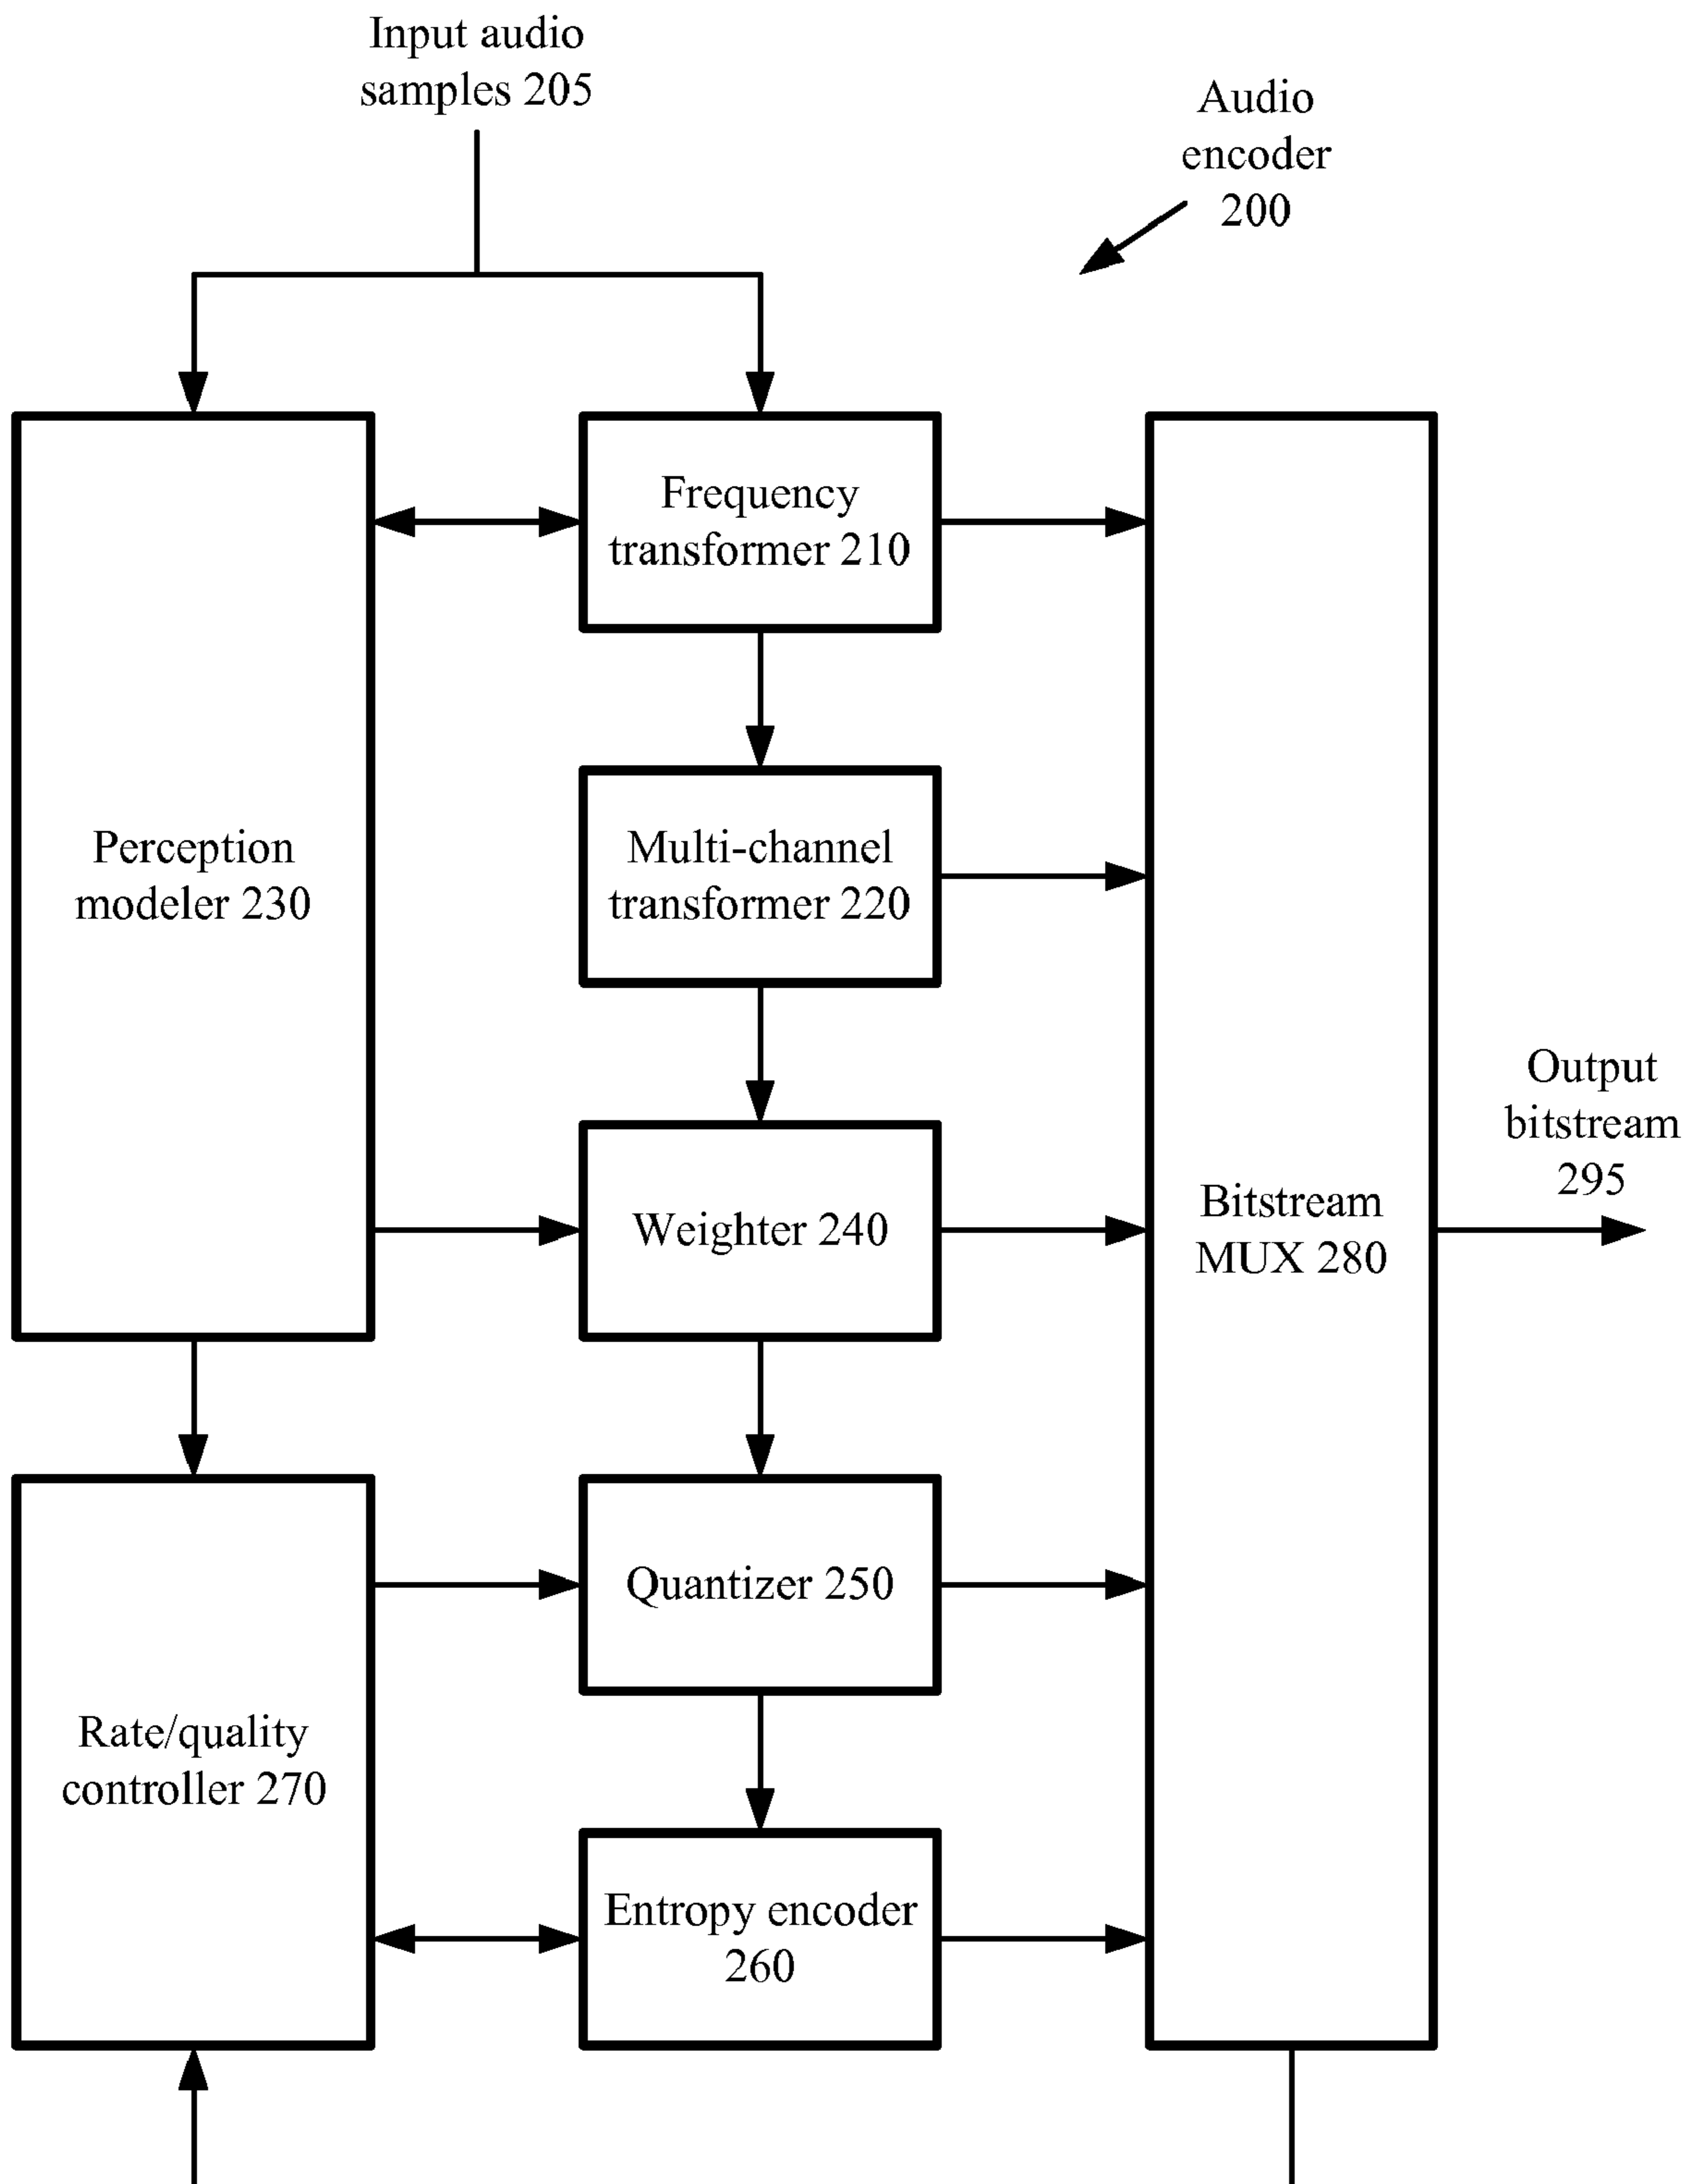 Input audio
samples 205
Audio
encoder
200
Frequency
transformer 210
Perception
modeler 230
Multi-channel
transformer 220
Output
bitstream
295
Weighter 240
Bitstream
MUX 280
Quantizer 250
Rate/quality
controller 270
Entropy encoder
260